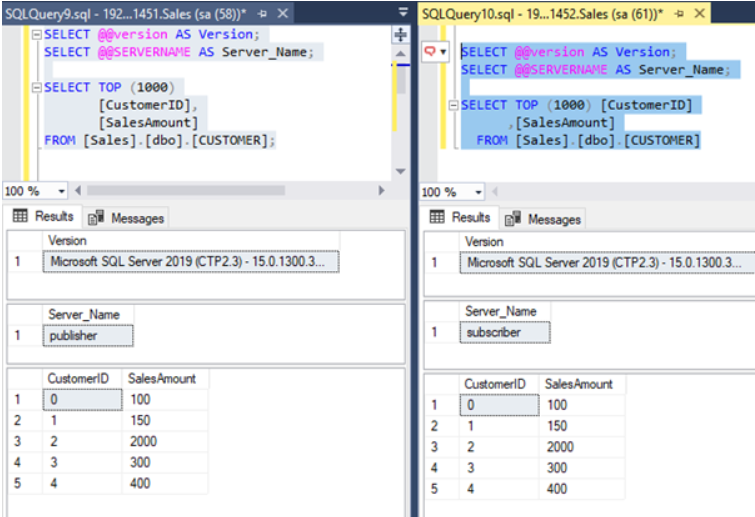 SQLQuery9.sql - 192...1451.Sales (sa (58))*
SELECT @@version AS Version;
SELECT @@SERVERNAME AS Server_Name;
SELECT TOP (1000)
[CustomerID],
[SalesAmount]
FROM [Sales].[dbo].[CUSTOMER];
100 %
Results Messages
Version
1 Microsoft SQL Server 2019 (CTP2.3) - 15.0.1300.3...
Server_Name
1 publisher
CustomerID SalesAmount
1 0 100
2 1 150
3 2 2000
4 3 300
5 4 400
SQLQuery10.sql - 19...1452.Sales (sa (61))*
SELECT @@version AS Version;
SELECT @@SERVERNAME AS Server_Name;
SELECT TOP (1000) [CustomerID]
,[SalesAmount]
FROM [Sales].[dbo].[CUSTOMER]
100 %
Results Messages
Version
1 Microsoft SQL Server 2019 (CTP2.3) - 15.0.1300.3...
Server_Name
1 subscriber
CustomerID SalesAmount
1 0 100
2 1 150
3 2 2000
4 3 300
5 4 400